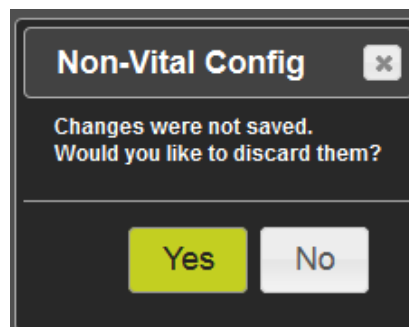 Non-Vital Config
Changes were not saved.
Would you like to discard them?
Yes No